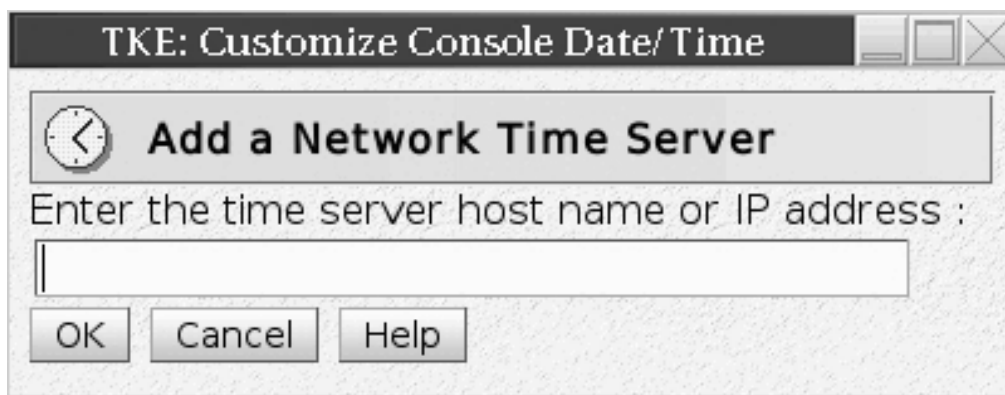 TKE: Customize Console Date/Time
Add a Network Time Server
Enter the time server host name or IP address :
OK Cancel Help